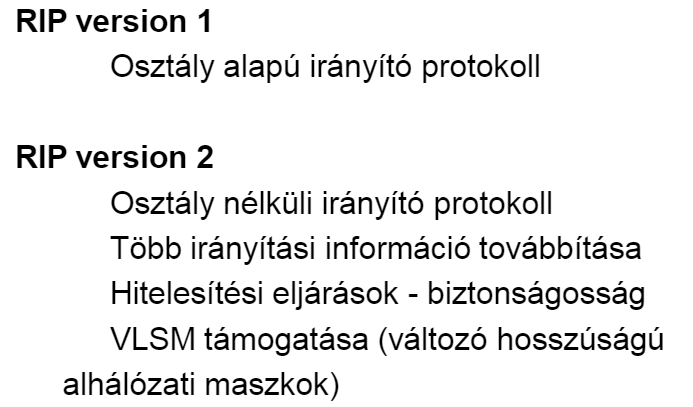 RIP version 1
Osztály alapú irányító protokoll
RIP version 2
Osztály nélküli irányító protokoll
Több irányítási információ továbbítása
Hitelesítési eljárások - biztonságosság
VLSM támogatása (változó hosszúságú
alhálózati maszkok)